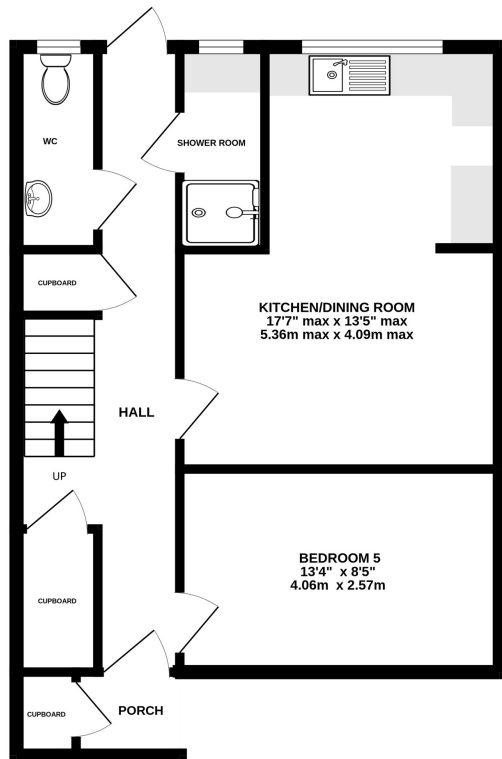 WC
SHOWER ROOM
CUPBOARD
KITCHEN/DINING ROOM
17'7" max x 13'5" max
5.36m max x 4.09m max
HALL
UP
BEDROOM 5
13'4" x 8'5"
4.06m x 2.57m
CUPBOARD
CUPBOARD
PORCH